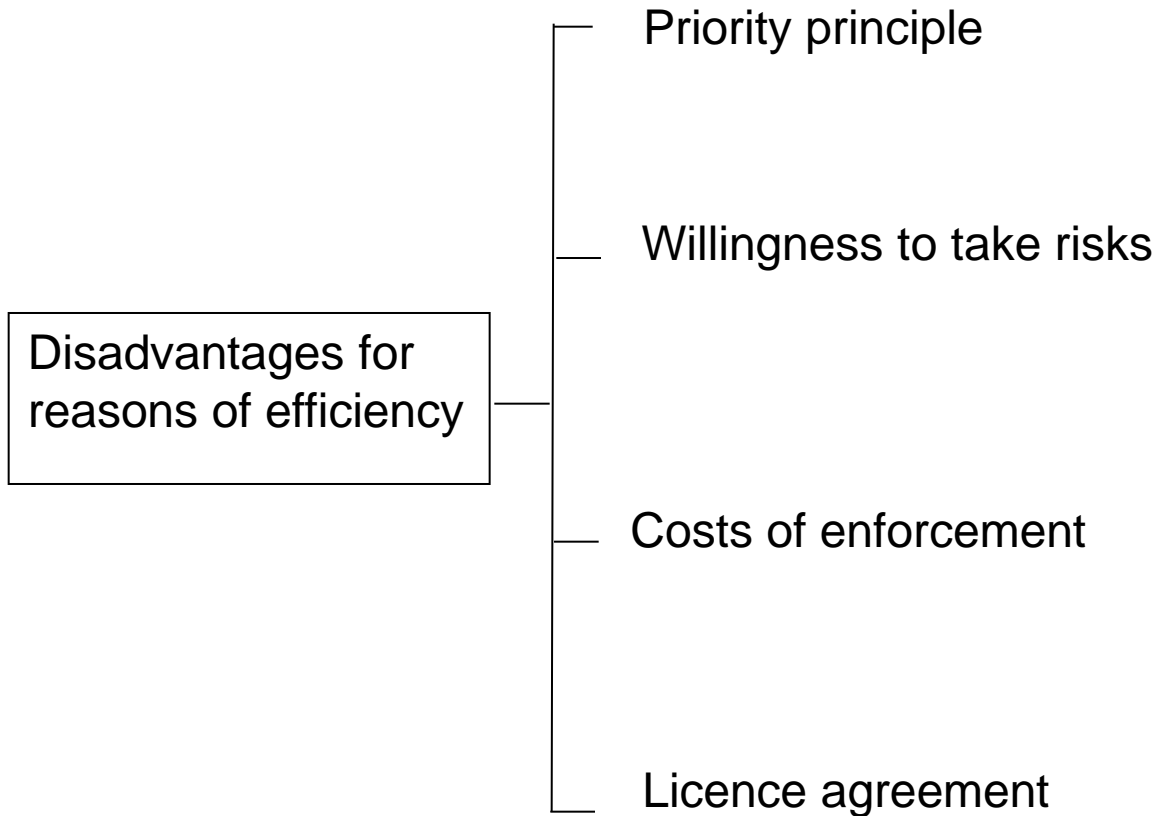 Priority principle
Willingness to take risks
Disadvantages for
reasons of efficiency
Costs of enforcement
Licence agreement